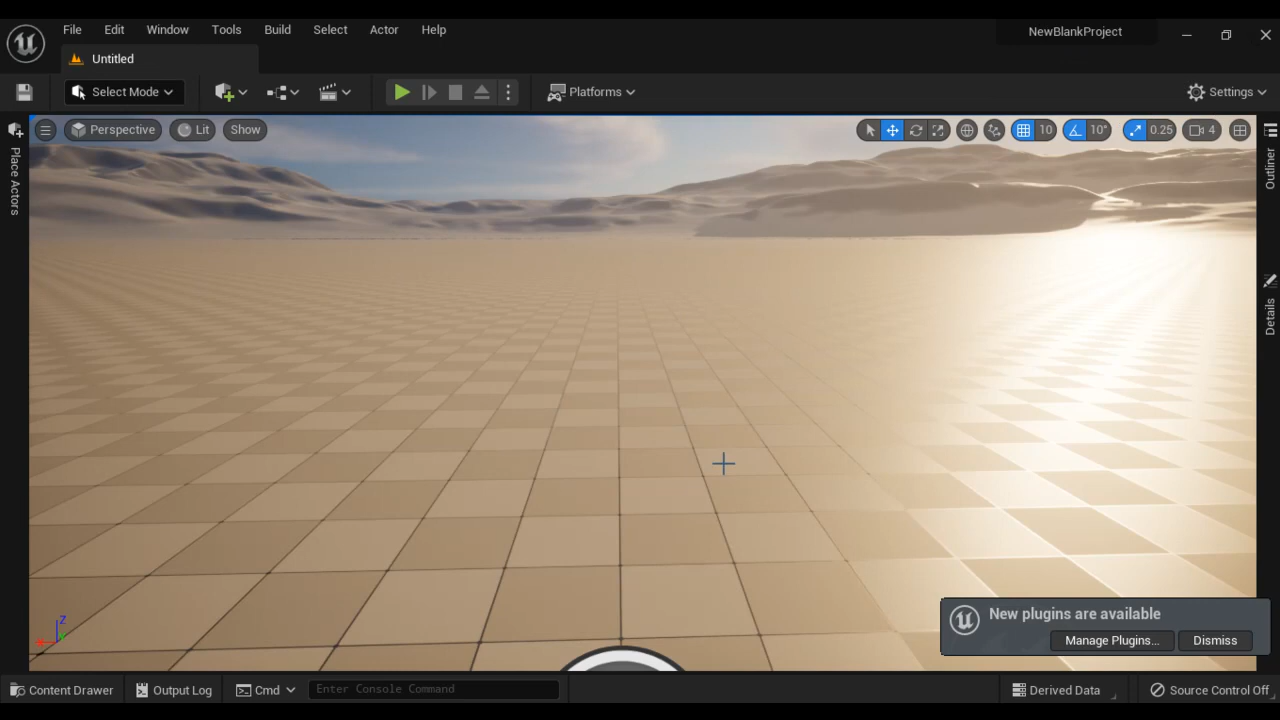 File Edit Window Tools Build Select Actor Help
NewBlankProject
Untitled
Select Mode
Platforms
Settings
Perspective
Lit
Show
10
10°
0.25
4
Place Actors
Outliner
Details
Z
New plugins are available
Manage Plugins...
Dismiss
Content Drawer
Output Log
Cmd
Enter Console Command
Derived Data
Source Control Off